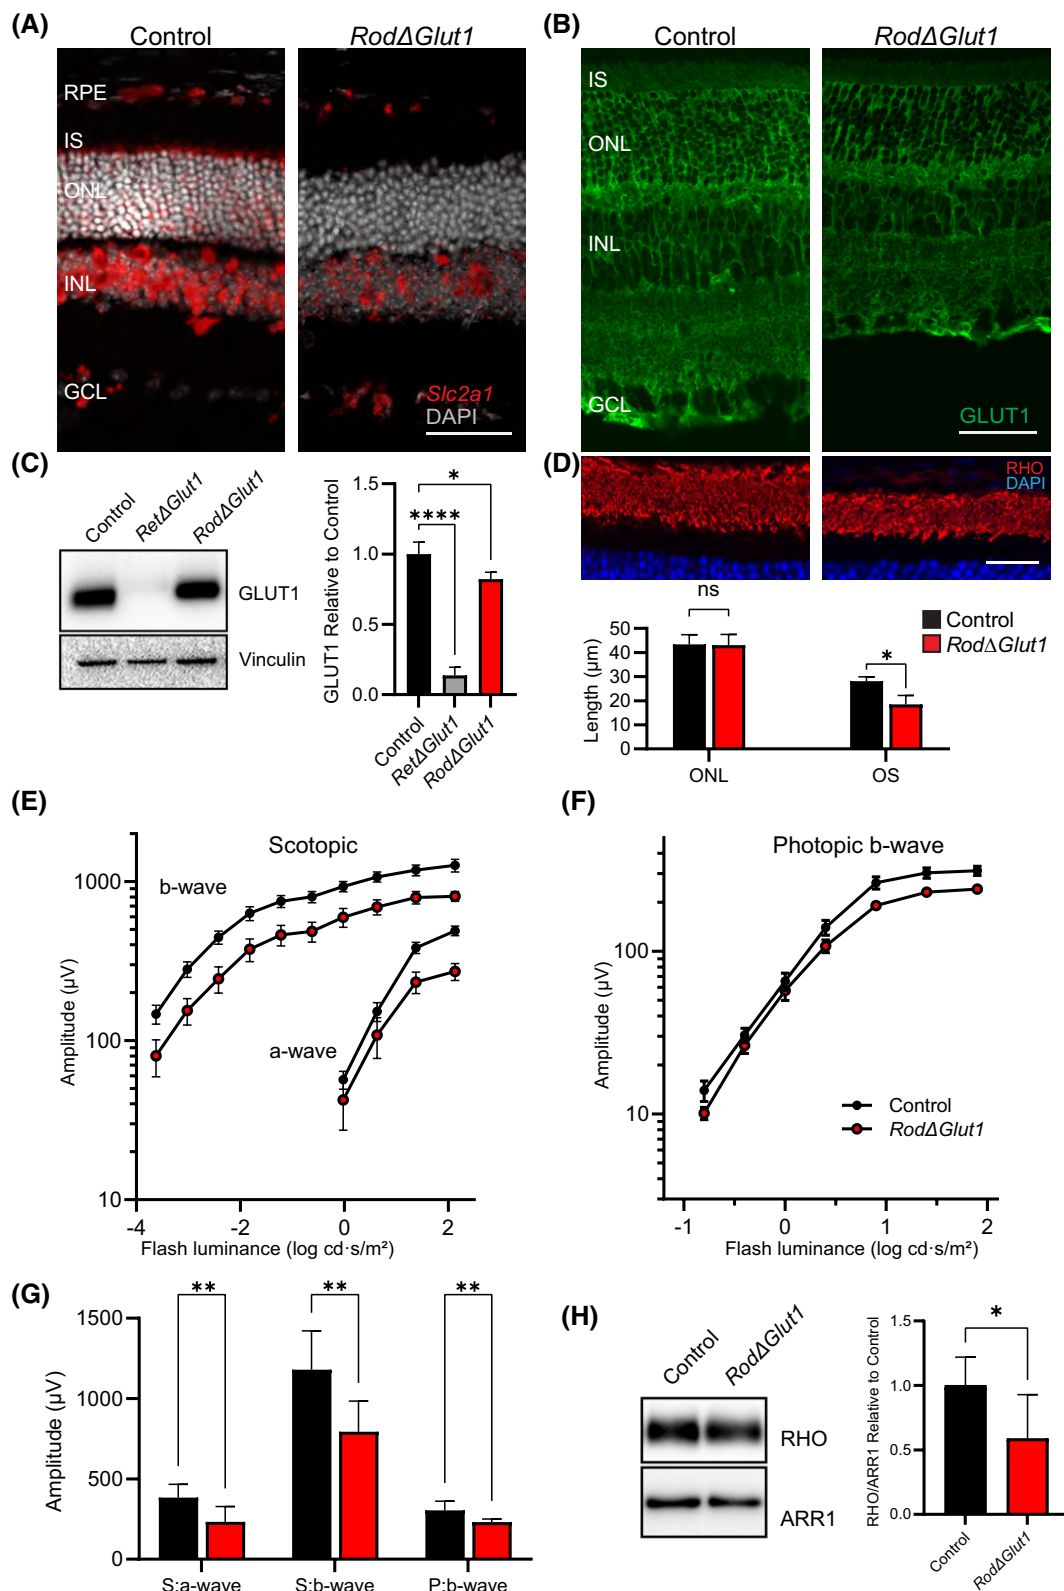 (A)
Control
RodΔGlut1
RPE
IS
ONL
INL
GCL
Slc2a1
DAPI
(B)
Control
RodΔGlut1
IS
ONL
INL
GCL
GLUT1
(C)
Control
RetΔGlut1
RodΔGlut1
GLUT1
Vinculin
GLUT1 Relative to Control
1.5
1.0
0.5
0.0
*
****
Control
RetΔGlut1
RodΔGlut1
(D)
RHO
DAPI
ns
*
Control
RodΔGlut1
Length (µm)
50
40
30
20
10
0
ONL
OS
(E)
Scotopic
b-wave
a-wave
Amplitude (µV)
1000
100
10
-4
-2
0
2
Flash luminance (log cd·s/m²)
(F)
Photopic b-wave
Amplitude (µV)
100
10
Control
RodΔGlut1
-1
0
1
2
Flash luminance (log cd·s/m²)
(G)
**
**
**
Amplitude (µV)
1500
1000
500
0
S:a-wave
S:b-wave
P:b-wave
(H)
Control
RodΔGlut1
RHO
ARR1
RHO/ARR1 Relative to Control
1.5
1.0
0.5
0.0
*
Control
RodΔGlut1